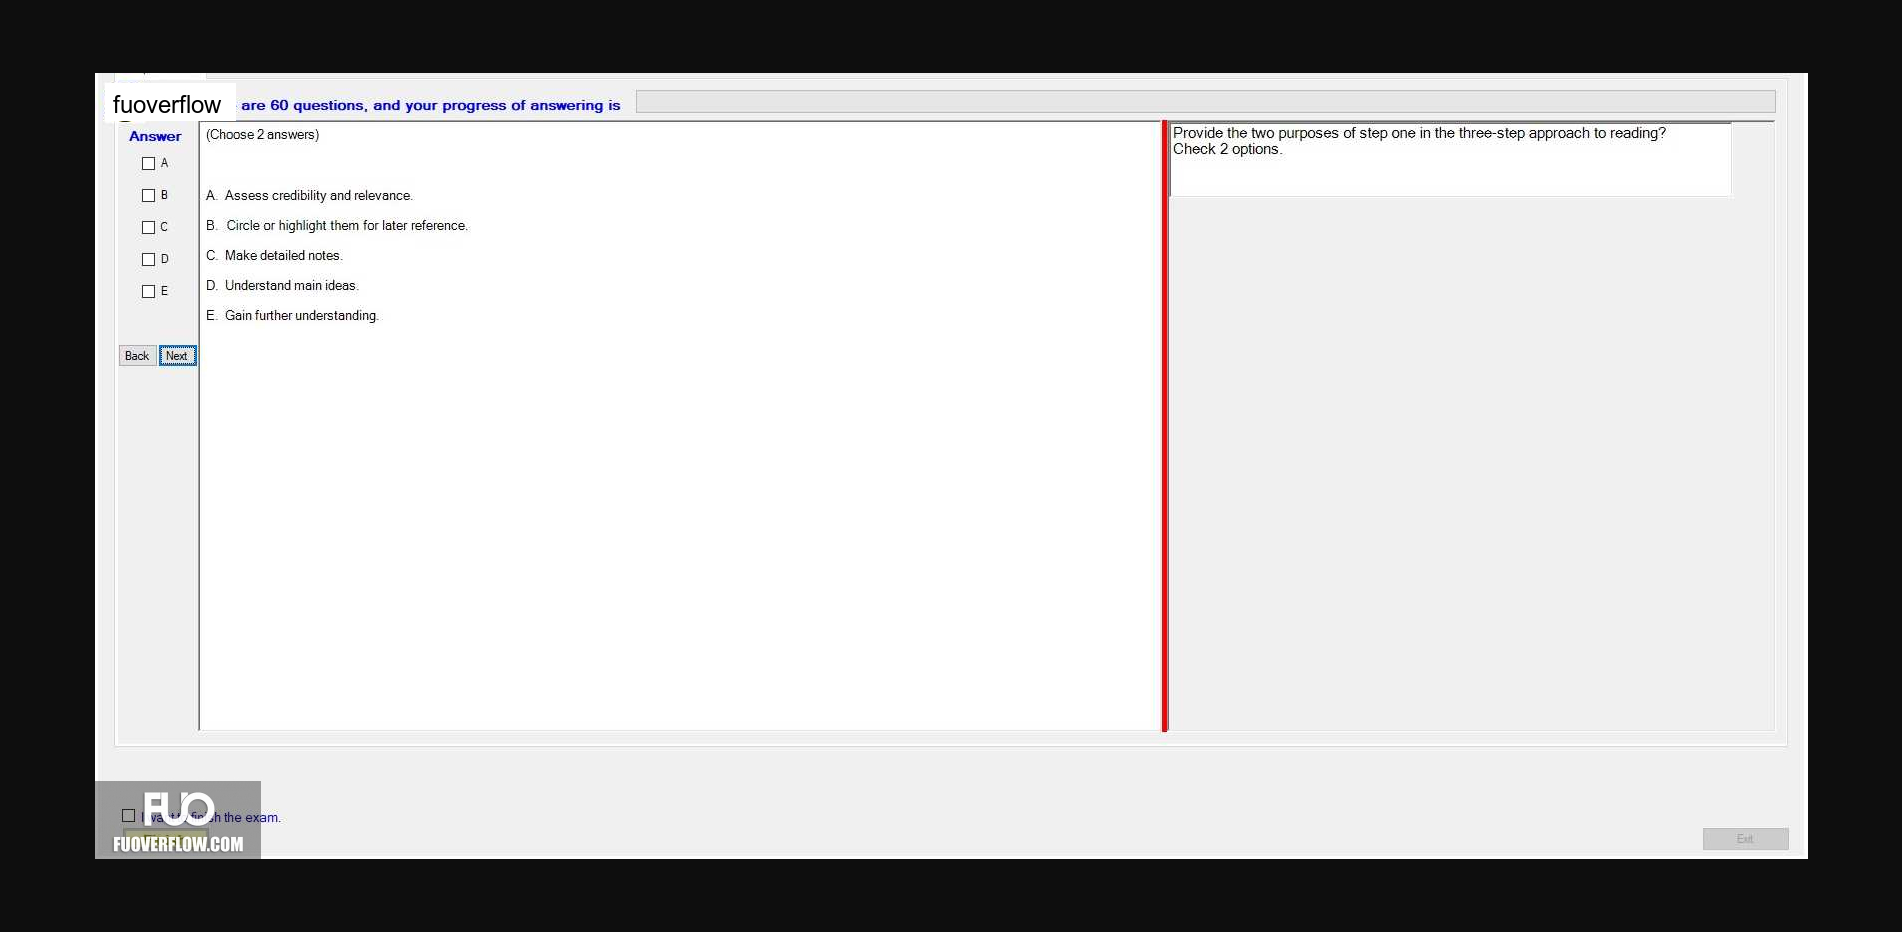 fuoverflow
are 60 questions, and your progress of answering is
Answer
(Choose 2 answers)
Provide the two purposes of step one in the three-step approach to reading?
Check 2 options.
A
B
C
D
E
A. Assess credibility and relevance.
B. Circle or highlight them for later reference.
C. Make detailed notes.
D. Understand main ideas.
E. Gain further understanding.
Back
Next
FUO
the exam.
FUOVERFLOW.COM
Exit